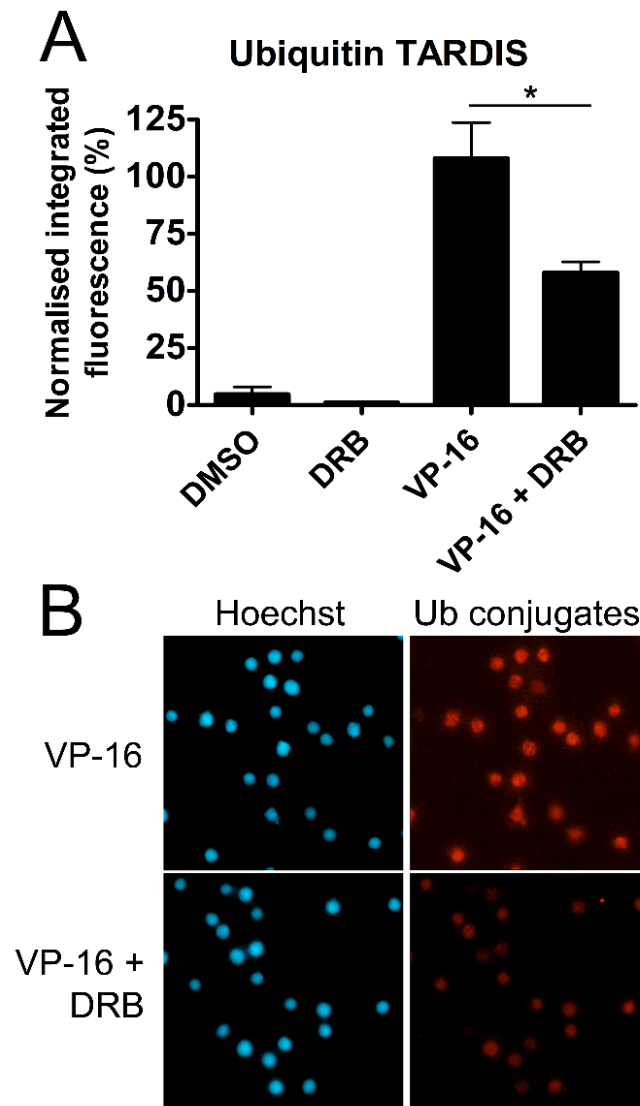 A
Ubiquitin TARDIS
Normalised integrated
fluorescence (%)
125
100
75
50
25
0
*
DMSO
DRB
VP-16
VP-16 + DRB
B
Hoechst
Ub conjugates
VP-16
VP-16 +
DRB